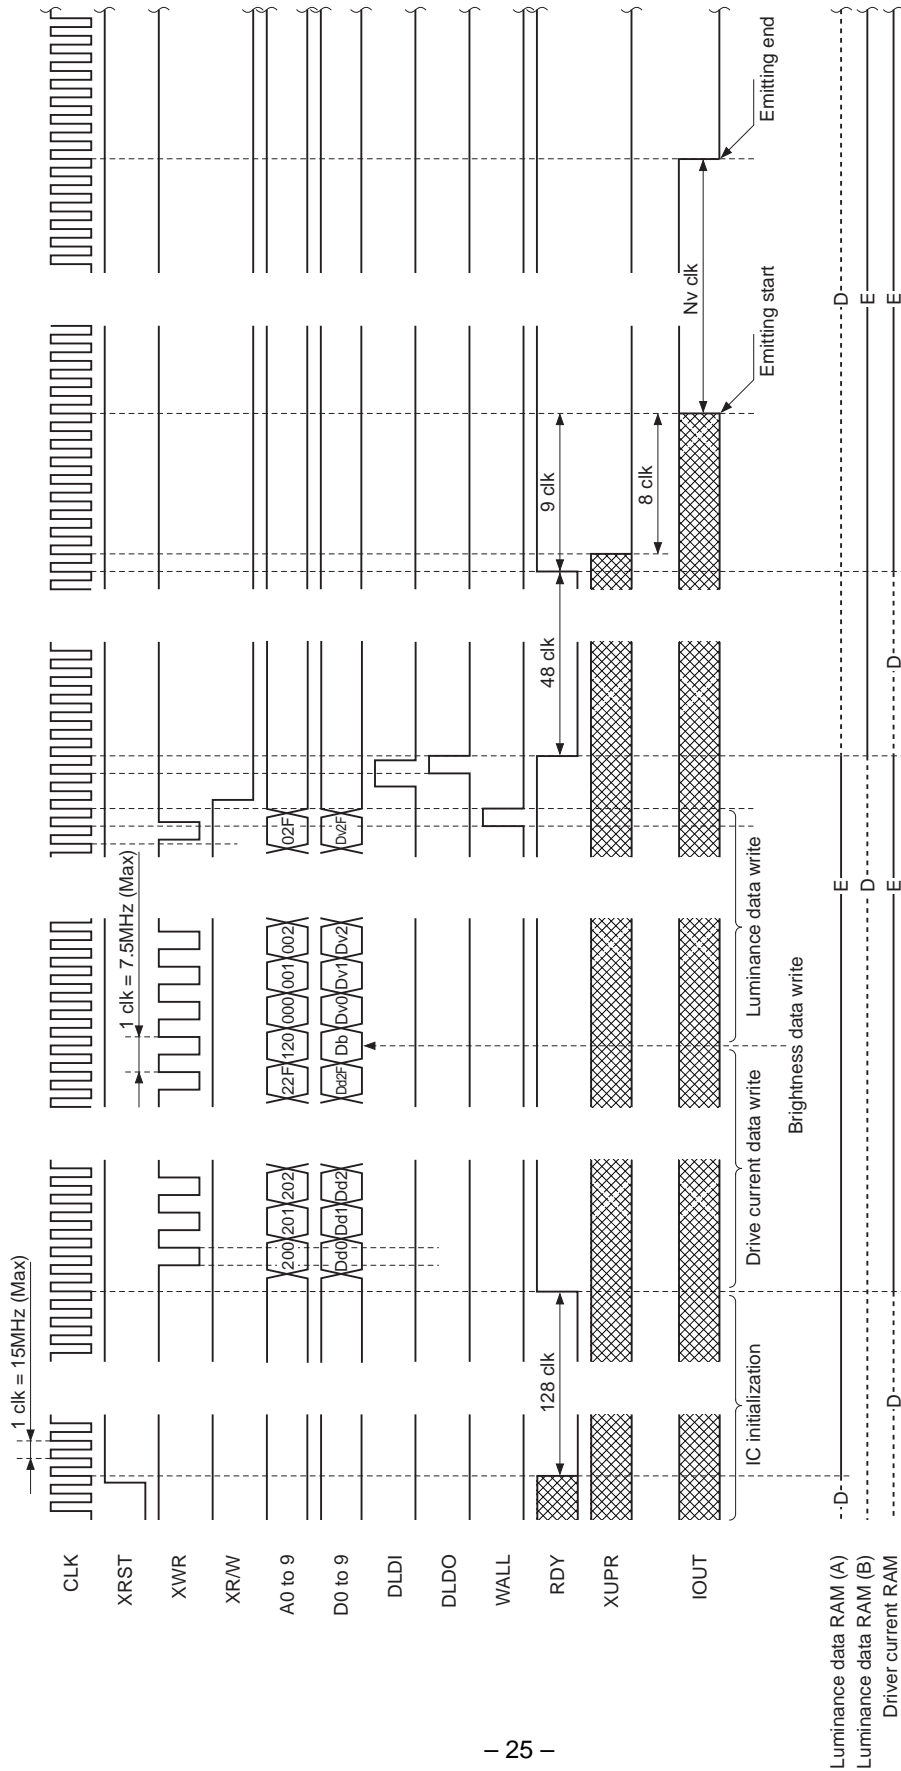 1 clk = 15MHz (Max)
1 clk = 7.5MHz (Max)
CLK
XRST
XWR
XR/W
A0 to 9
200
201
202
22F
120
000
001
002
02F
D0 to 9
Dd0
Dd1
Dd2
Dd2F
Db
Dv0
Dv1
Dv2
Dv2F
DLDI
DLDO
WALL
RDY
128 clk
48 clk
9 clk
XUPR
8 clk
IOUT
Nv clk
IC initialization
Drive current data write
Luminance data write
Emitting start
Emitting end
Brightness data write
Luminance data RAM (A)
D
E
D
Luminance data RAM (B)
D
E
Driver current RAM
D
E
D
E
– 25 –